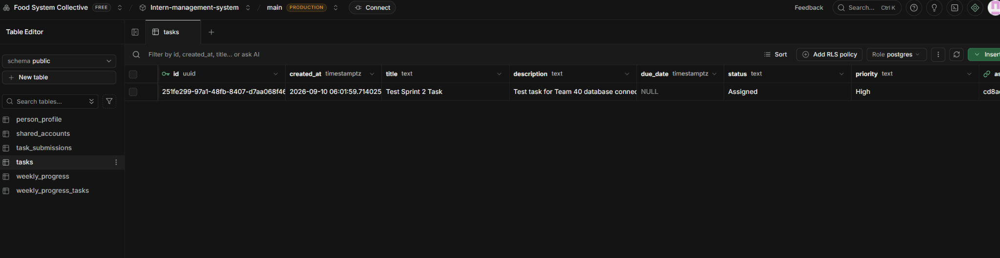 Food System Collective FREE / Intern-management-system / main PRODUCTION Connect Feedback Search... Ctrl K
Table Editor
tasks
schema public
Filter by id, created_at, title... or ask AI
Sort
Add RLS policy
Role postgres
Insert
New table
id uuid created_at timestamptz title text description text due_date timestamptz status text priority text as
251fe299-97a1-48fb-8407-d7aa068f46 2026-09-10 06:01:59.714025 Test Sprint 2 Task Test task for Team 40 database connec NULL Assigned High cd8a
Search tables...
person_profile
shared_accounts
task_submissions
tasks
weekly_progress
weekly_progress_tasks